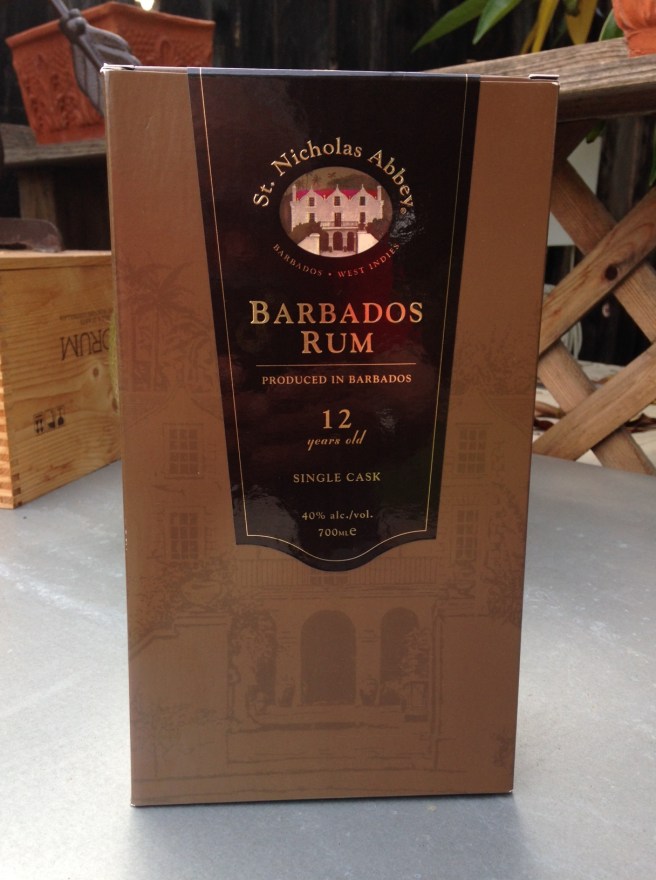 St. Nicholas Abbey®
BARBADOS • WEST INDIES
BARBADOS
RUM
PRODUCED IN BARBADOS
12
years old
SINGLE CASK
40% alc./vol.
700MLe